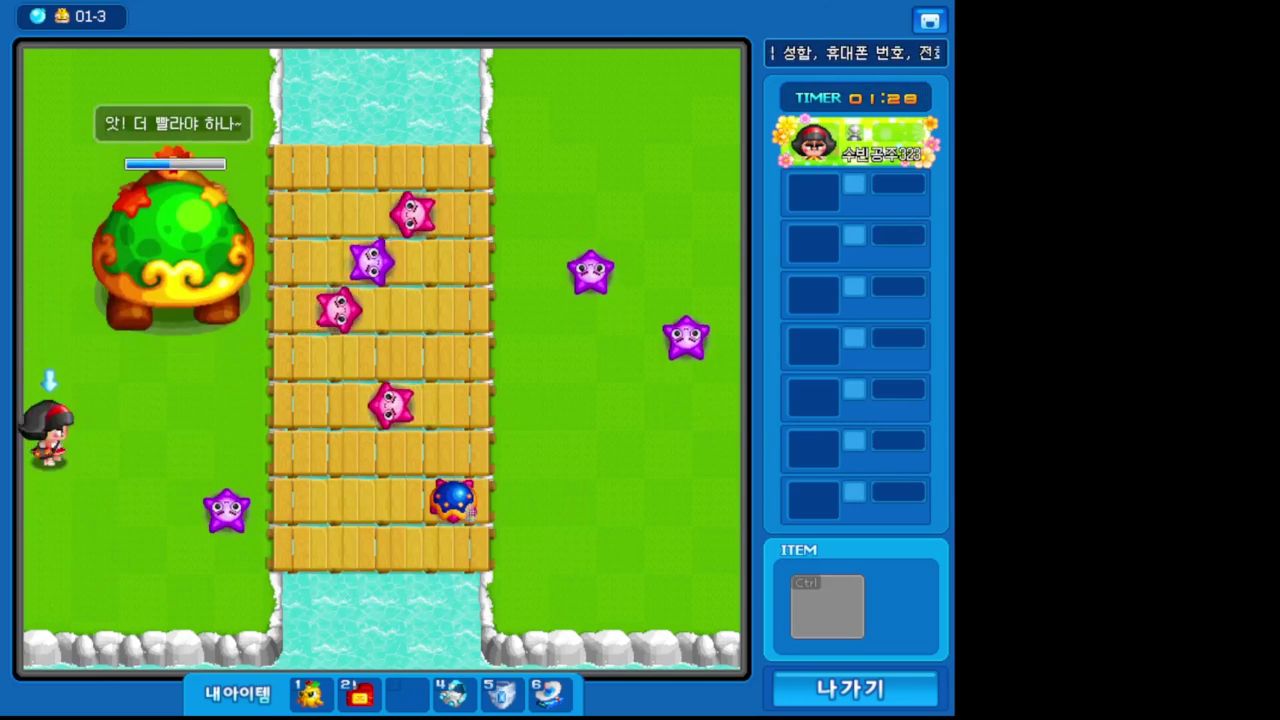 01-3
성함, 휴대폰 번호, 전
앗! 더 빨라야 하나~
TIMER 01:28
수빈공주323
ITEM
Ctrl
내 아이템
1
2
4
5
6
나가기